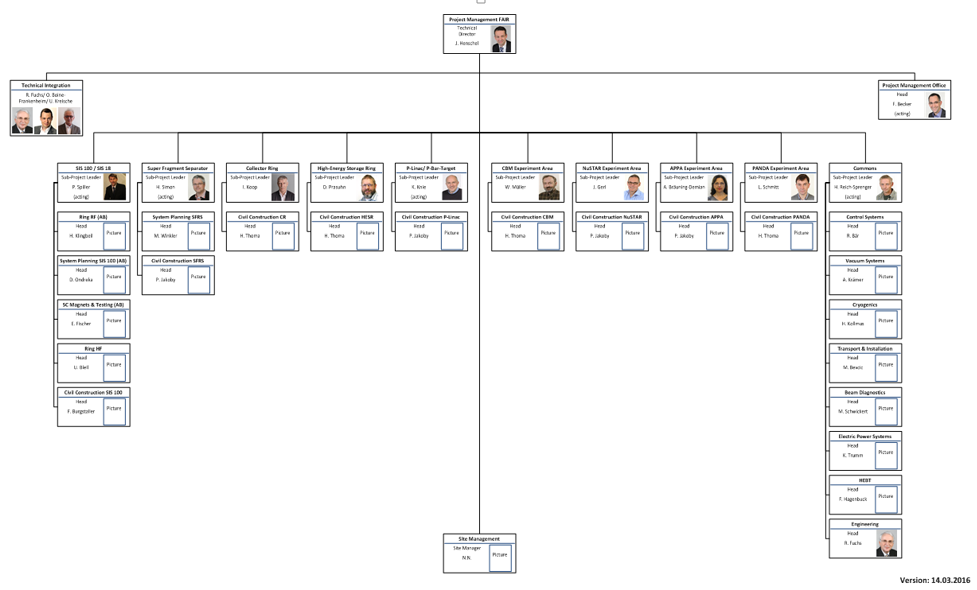 Project Management FAIR
Technical
Director
J. Henschel
Technical Integration
R. Fuchs/ O. Boine-
Frankenheim/ U. Kreische
Project Management Office
Head
F. Becker
(acting)
SIS 100 / SIS 18
Sub-Project Leader
P. Spiller
(acting)
Super Fragment Separator
Sub-Project Leader
H. Simon
(acting)
Collector Ring
Sub-Project Leader
I. Koop
High-Energy Storage Ring
Sub-Project Leader
D. Prasuhn
P-Linac/ P-Bar-Target
Sub-Project Leader
K. Knie
CBM Experiment Area
Sub-Project Leader
W. Müller
NuSTAR Experiment Area
Sub-Project Leader
J. Gerl
APPA Experiment Area
Sub-Project Leader
A. Bräuning-Demian
PANDA Experiment Area
Sub-Project Leader
L. Schmitt
Commons
Sub-Project Leader
H. Reich-Sprenger
(acting)
Ring RF (AB)
Head
H. Klingbeil
Picture
System Planning SFRS
Head
M. Winkler
Picture
Civil Construction CR
Head
H. Thoma
Picture
Civil Construction HESR
Head
H. Thoma
Picture
Civil Construction P-Linac
Head
P. Jakoby
Picture
Civil Construction CBM
Head
H. Thoma
Picture
Civil Construction NuSTAR
Head
P. Jakoby
Picture
Civil Construction APPA
Head
P. Jakoby
Picture
Civil Construction PANDA
Head
H. Thoma
Picture
Control Systems
Head
R. Bär
Picture
System Planning SIS 100 (AB)
Head
D. Ondreka
Picture
Civil Construction SFRS
Head
P. Jakoby
Picture
Vacuum Systems
Head
A. Krämer
Picture
SC Magnets & Testing (AB)
Head
E. Fischer
Picture
Cryogenics
Head
H. Kollmus
Picture
Ring HF
Head
U. Blell
Picture
Transport & Installation
Head
M. Bevcic
Picture
Civil Construction SIS 100
Head
F. Burgstaller
Picture
Beam Diagnostics
Head
M. Schwickert
Picture
Electric Power Systems
Head
K. Trumm
Picture
HEBT
Head
F. Hagenbuck
Picture
Engineering
Head
R. Fuchs
Site Management
Site Manager
N.N.
Picture
Version: 14.03.2016